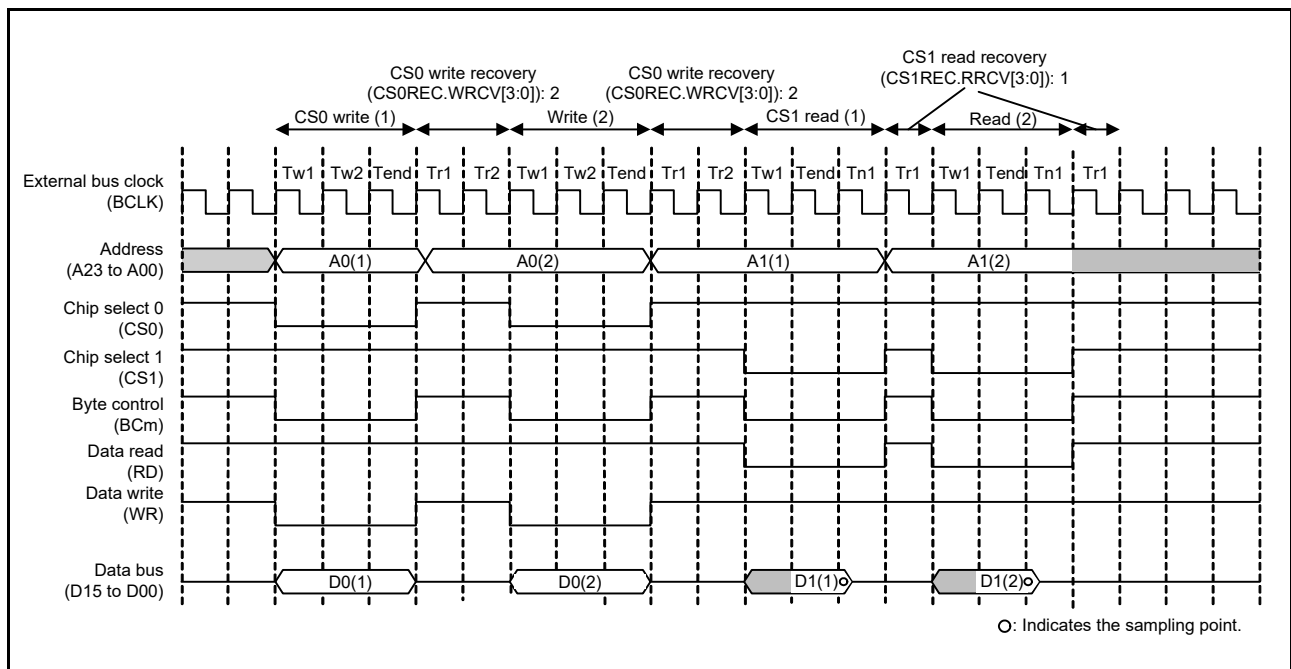 CS1 read recovery
(CS1REC.RRCV[3:0]): 1
CS0 write recovery
(CS0REC.WRCV[3:0]): 2
CS0 write recovery
(CS0REC.WRCV[3:0]): 2
CS0 write (1)
Write (2)
CS1 read (1)
Read (2)
Tw1 Tw2 Tend Tr1 Tr2 Tw1 Tw2 Tend Tr1 Tr2 Tw1 Tend Tn1 Tr1 Tw1 Tend Tn1 Tr1
External bus clock
(BCLK)
Address
(A23 to A00)
A0(1) A0(2) A1(1) A1(2)
Chip select 0
(CS0)
Chip select 1
(CS1)
Byte control
(BCm)
Data read
(RD)
Data write
(WR)
Data bus
(D15 to D00)
D0(1) D0(2) D1(1) D1(2)
: Indicates the sampling point.